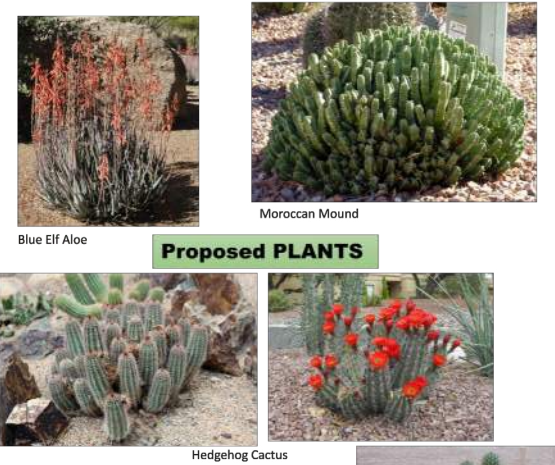 Moroccan Mound
Blue Elf Aloe
Proposed PLANTS
Hedgehog Cactus